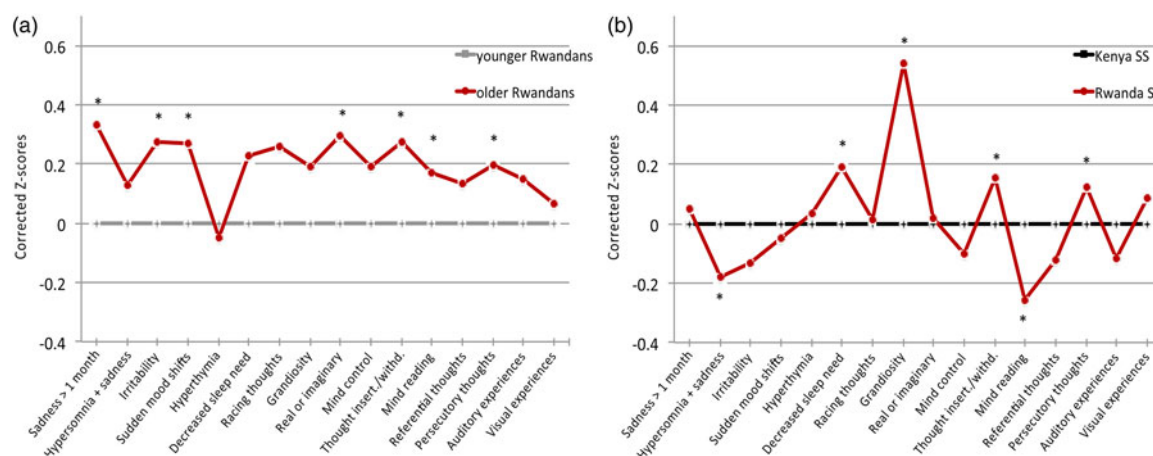 (a)
0.6
0.4
0.2
0
-0.2
-0.4
Corrected Z-scores
younger Rwandans
older Rwandans
*
*
*
*
*
*
*
Sadness > 1 month
Hypersomnia + sadness
Irritability
Sudden mood shifts
Hyperthymia
Decreased sleep need
Racing thoughts
Grandiosity
Real or imaginary
Mind control
Thought insert./withd.
Mind reading
Referential thoughts
Persecutory thoughts
Auditory experiences
Visual experiences
(b)
0.6
0.4
0.2
0
-0.2
-0.4
Corrected Z-scores
Kenya SS
Rwanda S
*
*
*
*
*
*
Sadness > 1 month
Hypersomnia + sadness
Irritability
Sudden mood shifts
Hyperthymia
Decreased sleep need
Racing thoughts
Grandiosity
Real or imaginary
Mind control
Thought insert./withd.
Mind reading
Referential thoughts
Persecutory thoughts
Auditory experiences
Visual experiences